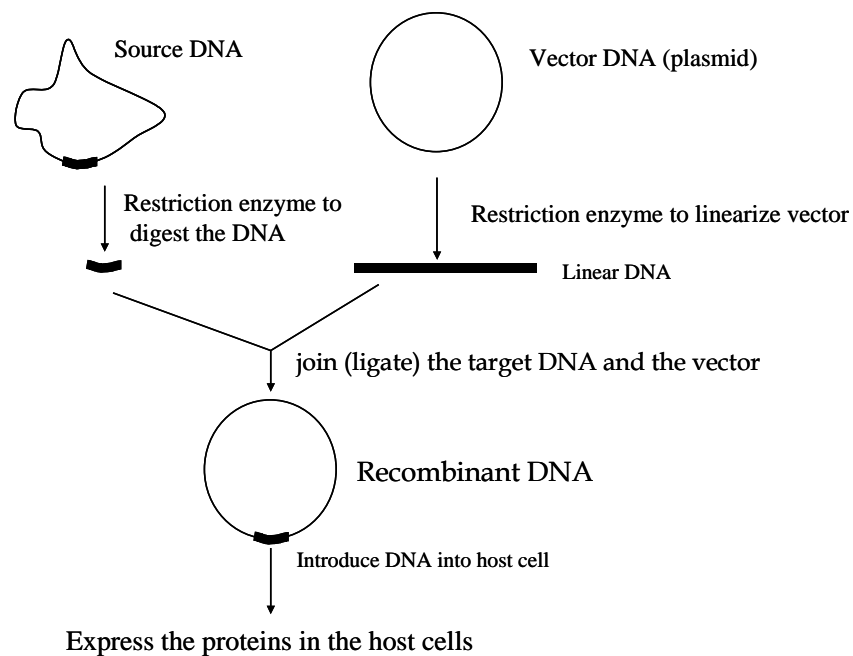 Source DNA
Vector DNA (plasmid)
Restriction enzyme to
digest the DNA
Restriction enzyme to linearize vector
Linear DNA
join (ligate) the target DNA and the vector
Recombinant DNA
Introduce DNA into host cell
Express the proteins in the host cells